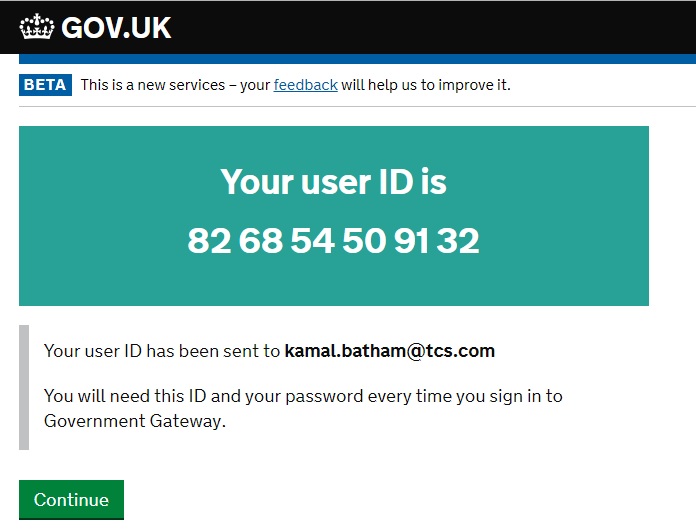 GOV.UK
BETA This is a new services – your feedback will help us to improve it.
Your user ID is
82 68 54 50 91 32
Your user ID has been sent to kamal.batham@tcs.com
You will need this ID and your password every time you sign in to
Government Gateway.
Continue